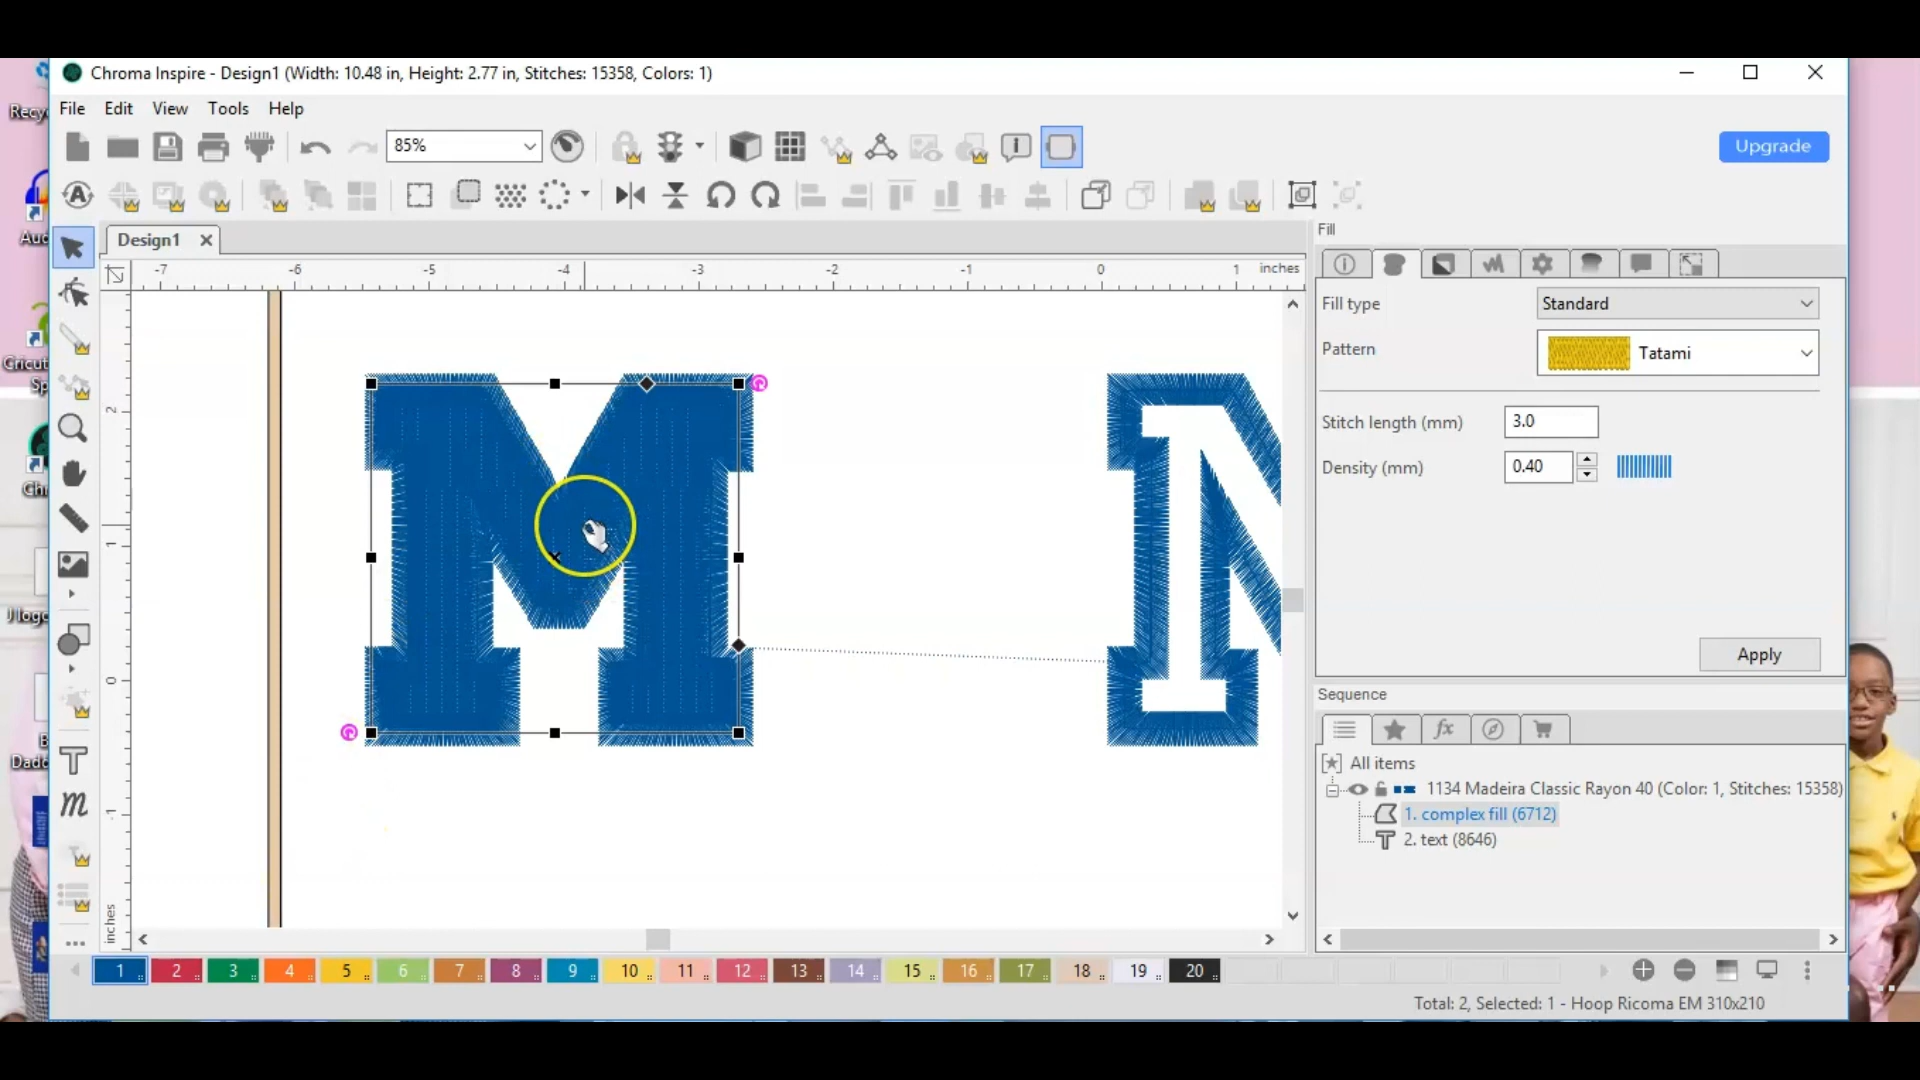 Chroma Inspire - Design1 (Width: 10.48 in, Height: 2.77 in, Stitches: 15358, Colors: 1)
File Edit View Tools Help
85%
Upgrade
Design1
-7 -6 -5 -4 -3 -2 -1 0 1 inches
2
1
0
-1
inches
M
Fill
Fill type Standard
Pattern Tatami
Stitch length (mm) 3.0
Density (mm) 0.40
Apply
Sequence
All items
1134 Madeira Classic Rayon 40 (Color: 1, Stitches: 15358)
1. complex fill (6712)
2. text (8646)
1 2 3 4 5 6 7 8 9 10 11 12 13 14 15 16 17 18 19 20
Total: 2, Selected: 1 - Hoop Ricoma EM 310x210